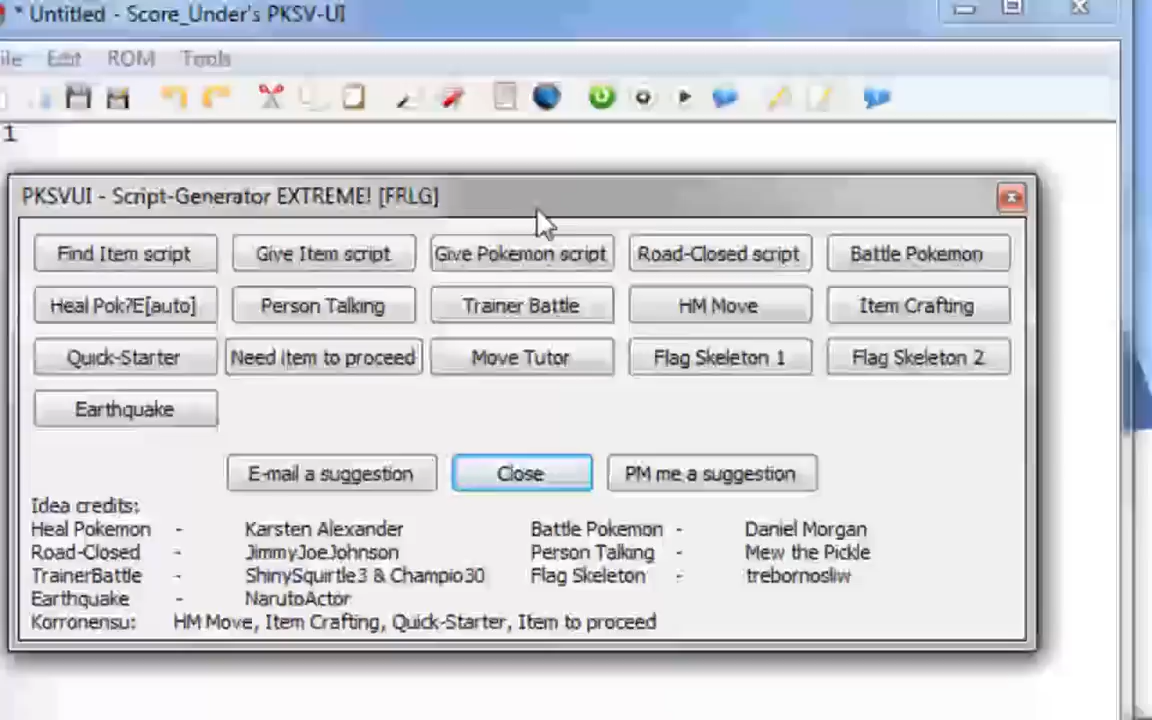 * Untitled - Score_Under's PKSV-UI
ile Edit ROM Tools
1
PKSVUI - Script-Generator EXTREME! [FRLG]
Find Item script Give Item script Give Pokemon script Road-Closed script Battle Pokemon
Heal Pok?E[auto] Person Talking Trainer Battle HM Move Item Crafting
Quick-Starter Need item to proceed Move Tutor Flag Skeleton 1 Flag Skeleton 2
Earthquake
E-mail a suggestion Close PM me a suggestion
Idea credits:
Heal Pokemon - Karsten Alexander Battle Pokemon - Daniel Morgan
Road-Closed - JimmyJoeJohnson Person Talking - Mew the Pickle
TrainerBattle - ShinySquirtle3 & Champio30 Flag Skeleton - trebornosliw
Earthquake - NarutoActor
Korronensu: HM Move, Item Crafting, Quick-Starter, Item to proceed